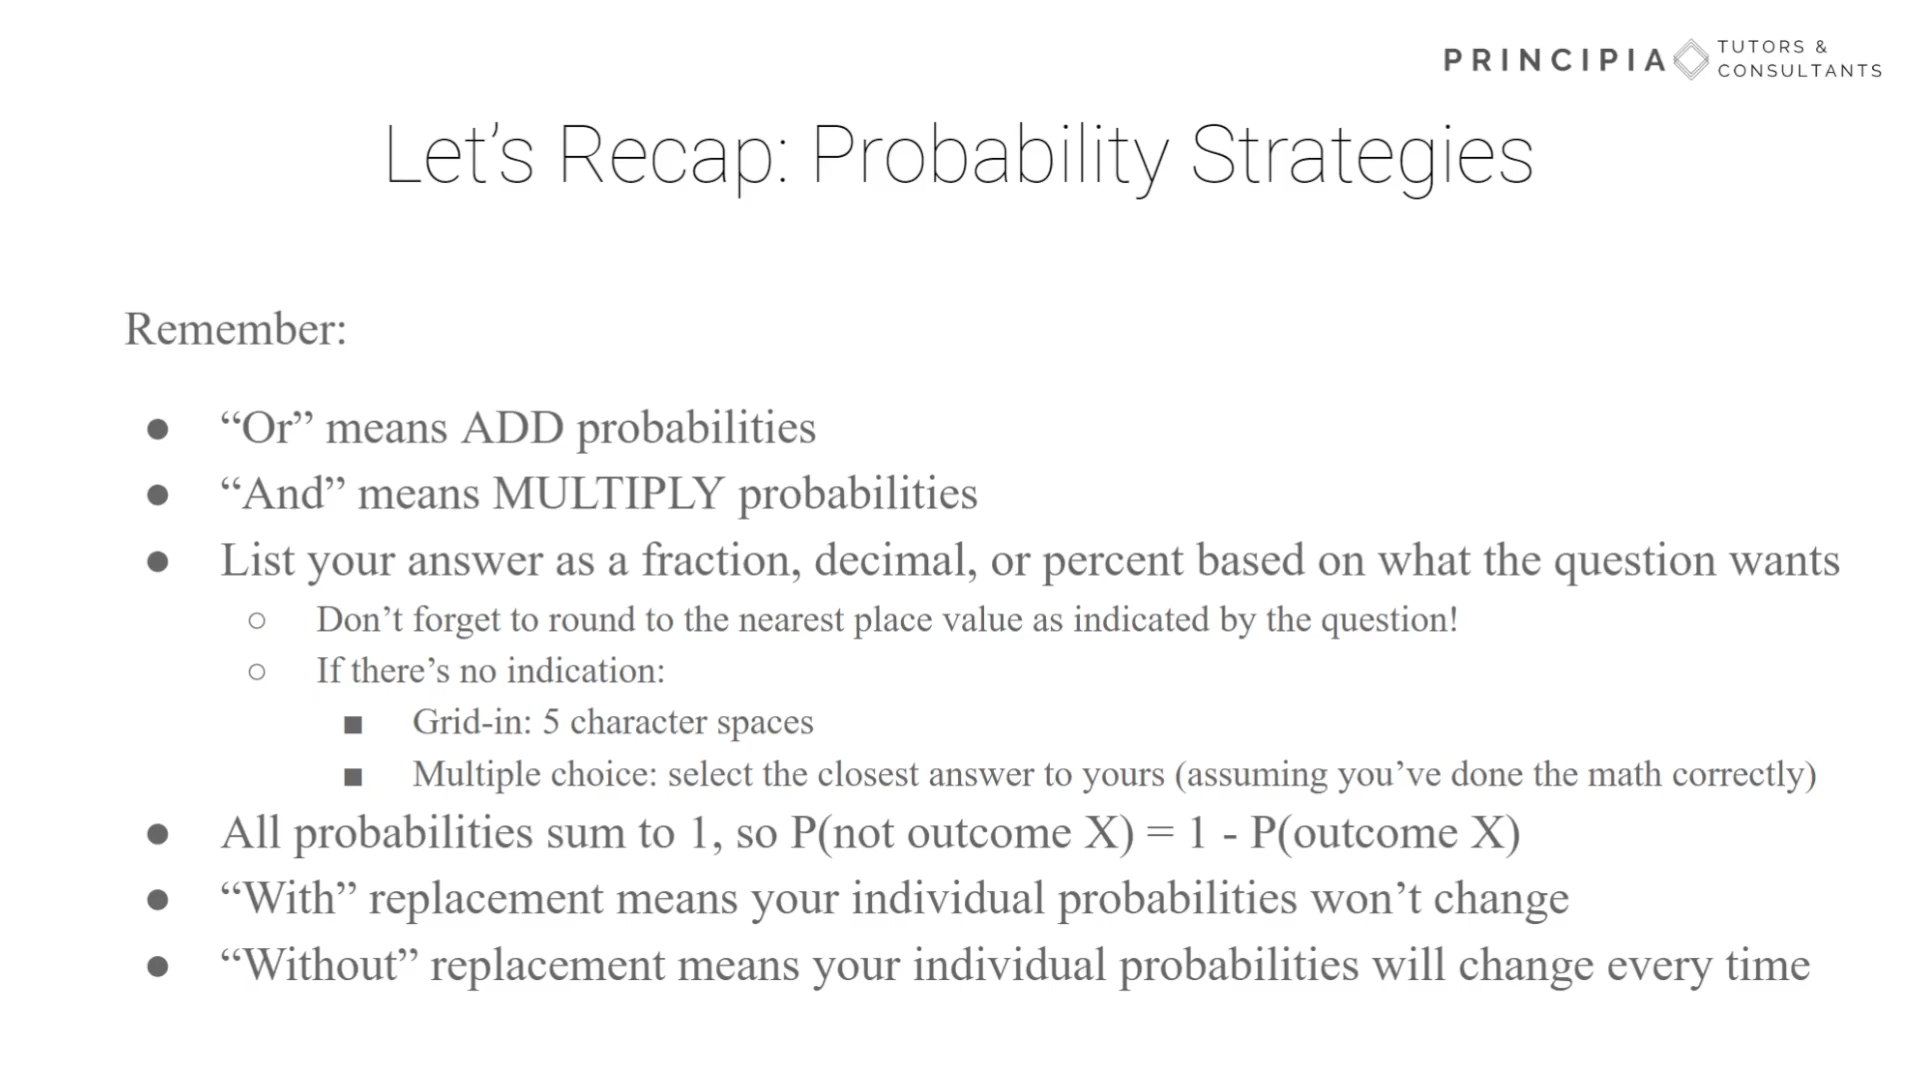 PRINCIPIA TUTORS &
CONSULTANTS
Let’s Recap: Probability Strategies
Remember:
● “Or” means ADD probabilities
● “And” means MULTIPLY probabilities
● List your answer as a fraction, decimal, or percent based on what the question wants
○ Don’t forget to round to the nearest place value as indicated by the question!
○ If there’s no indication:
■ Grid-in: 5 character spaces
■ Multiple choice: select the closest answer to yours (assuming you’ve done the math correctly)
● All probabilities sum to 1, so P(not outcome X) = 1 - P(outcome X)
● “With” replacement means your individual probabilities won’t change
● “Without” replacement means your individual probabilities will change every time